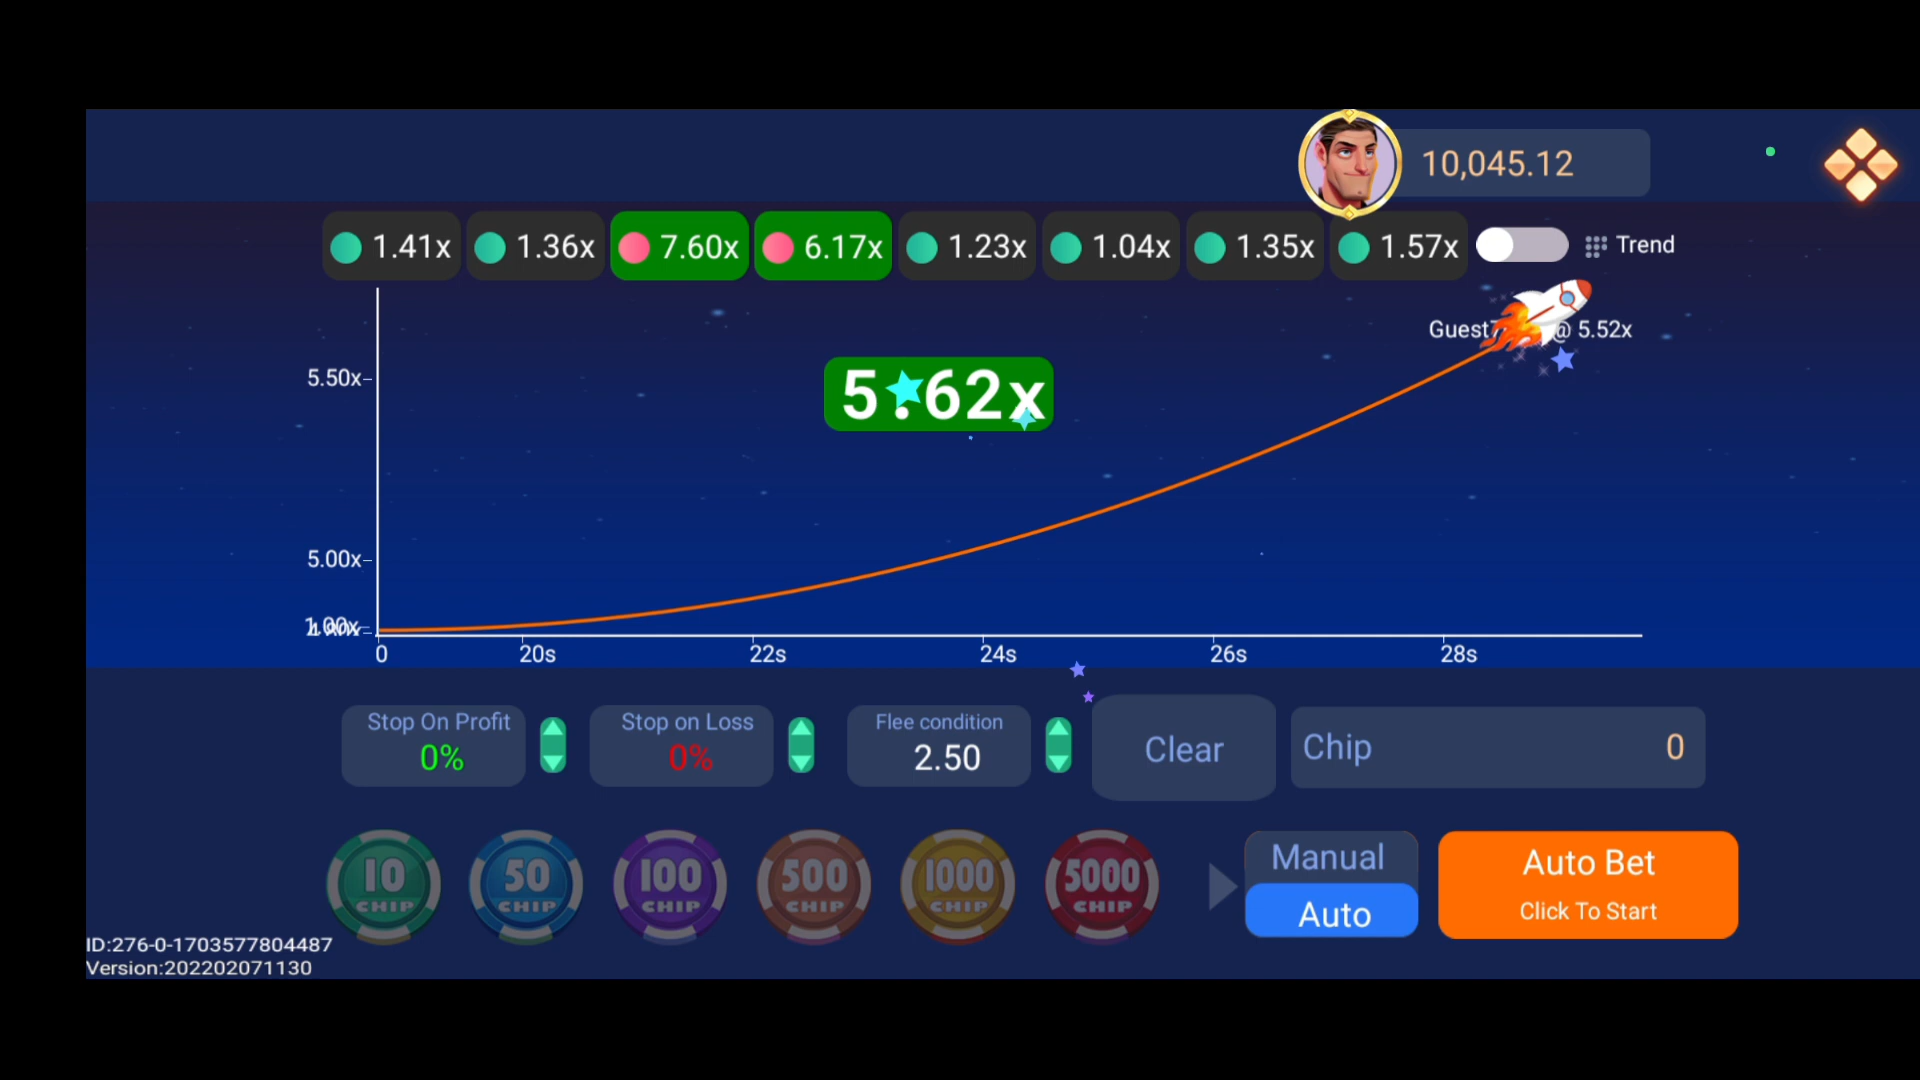 10,045.12
1.41x 1.36x 7.60x 6.17x 1.23x 1.04x 1.35x 1.57x Trend
Guest @ 5.52x
5.62x
5.50x
5.00x
1.00x
0 20s 22s 24s 26s 28s
Stop On Profit
0%
Stop on Loss
0%
Flee condition
2.50
Clear
Chip 0
10 CHIP
50 CHIP
100 CHIP
500 CHIP
1000 CHIP
5000 CHIP
Manual
Auto
Auto Bet
Click To Start
ID:276-0-1703577804487
Version:202202071130